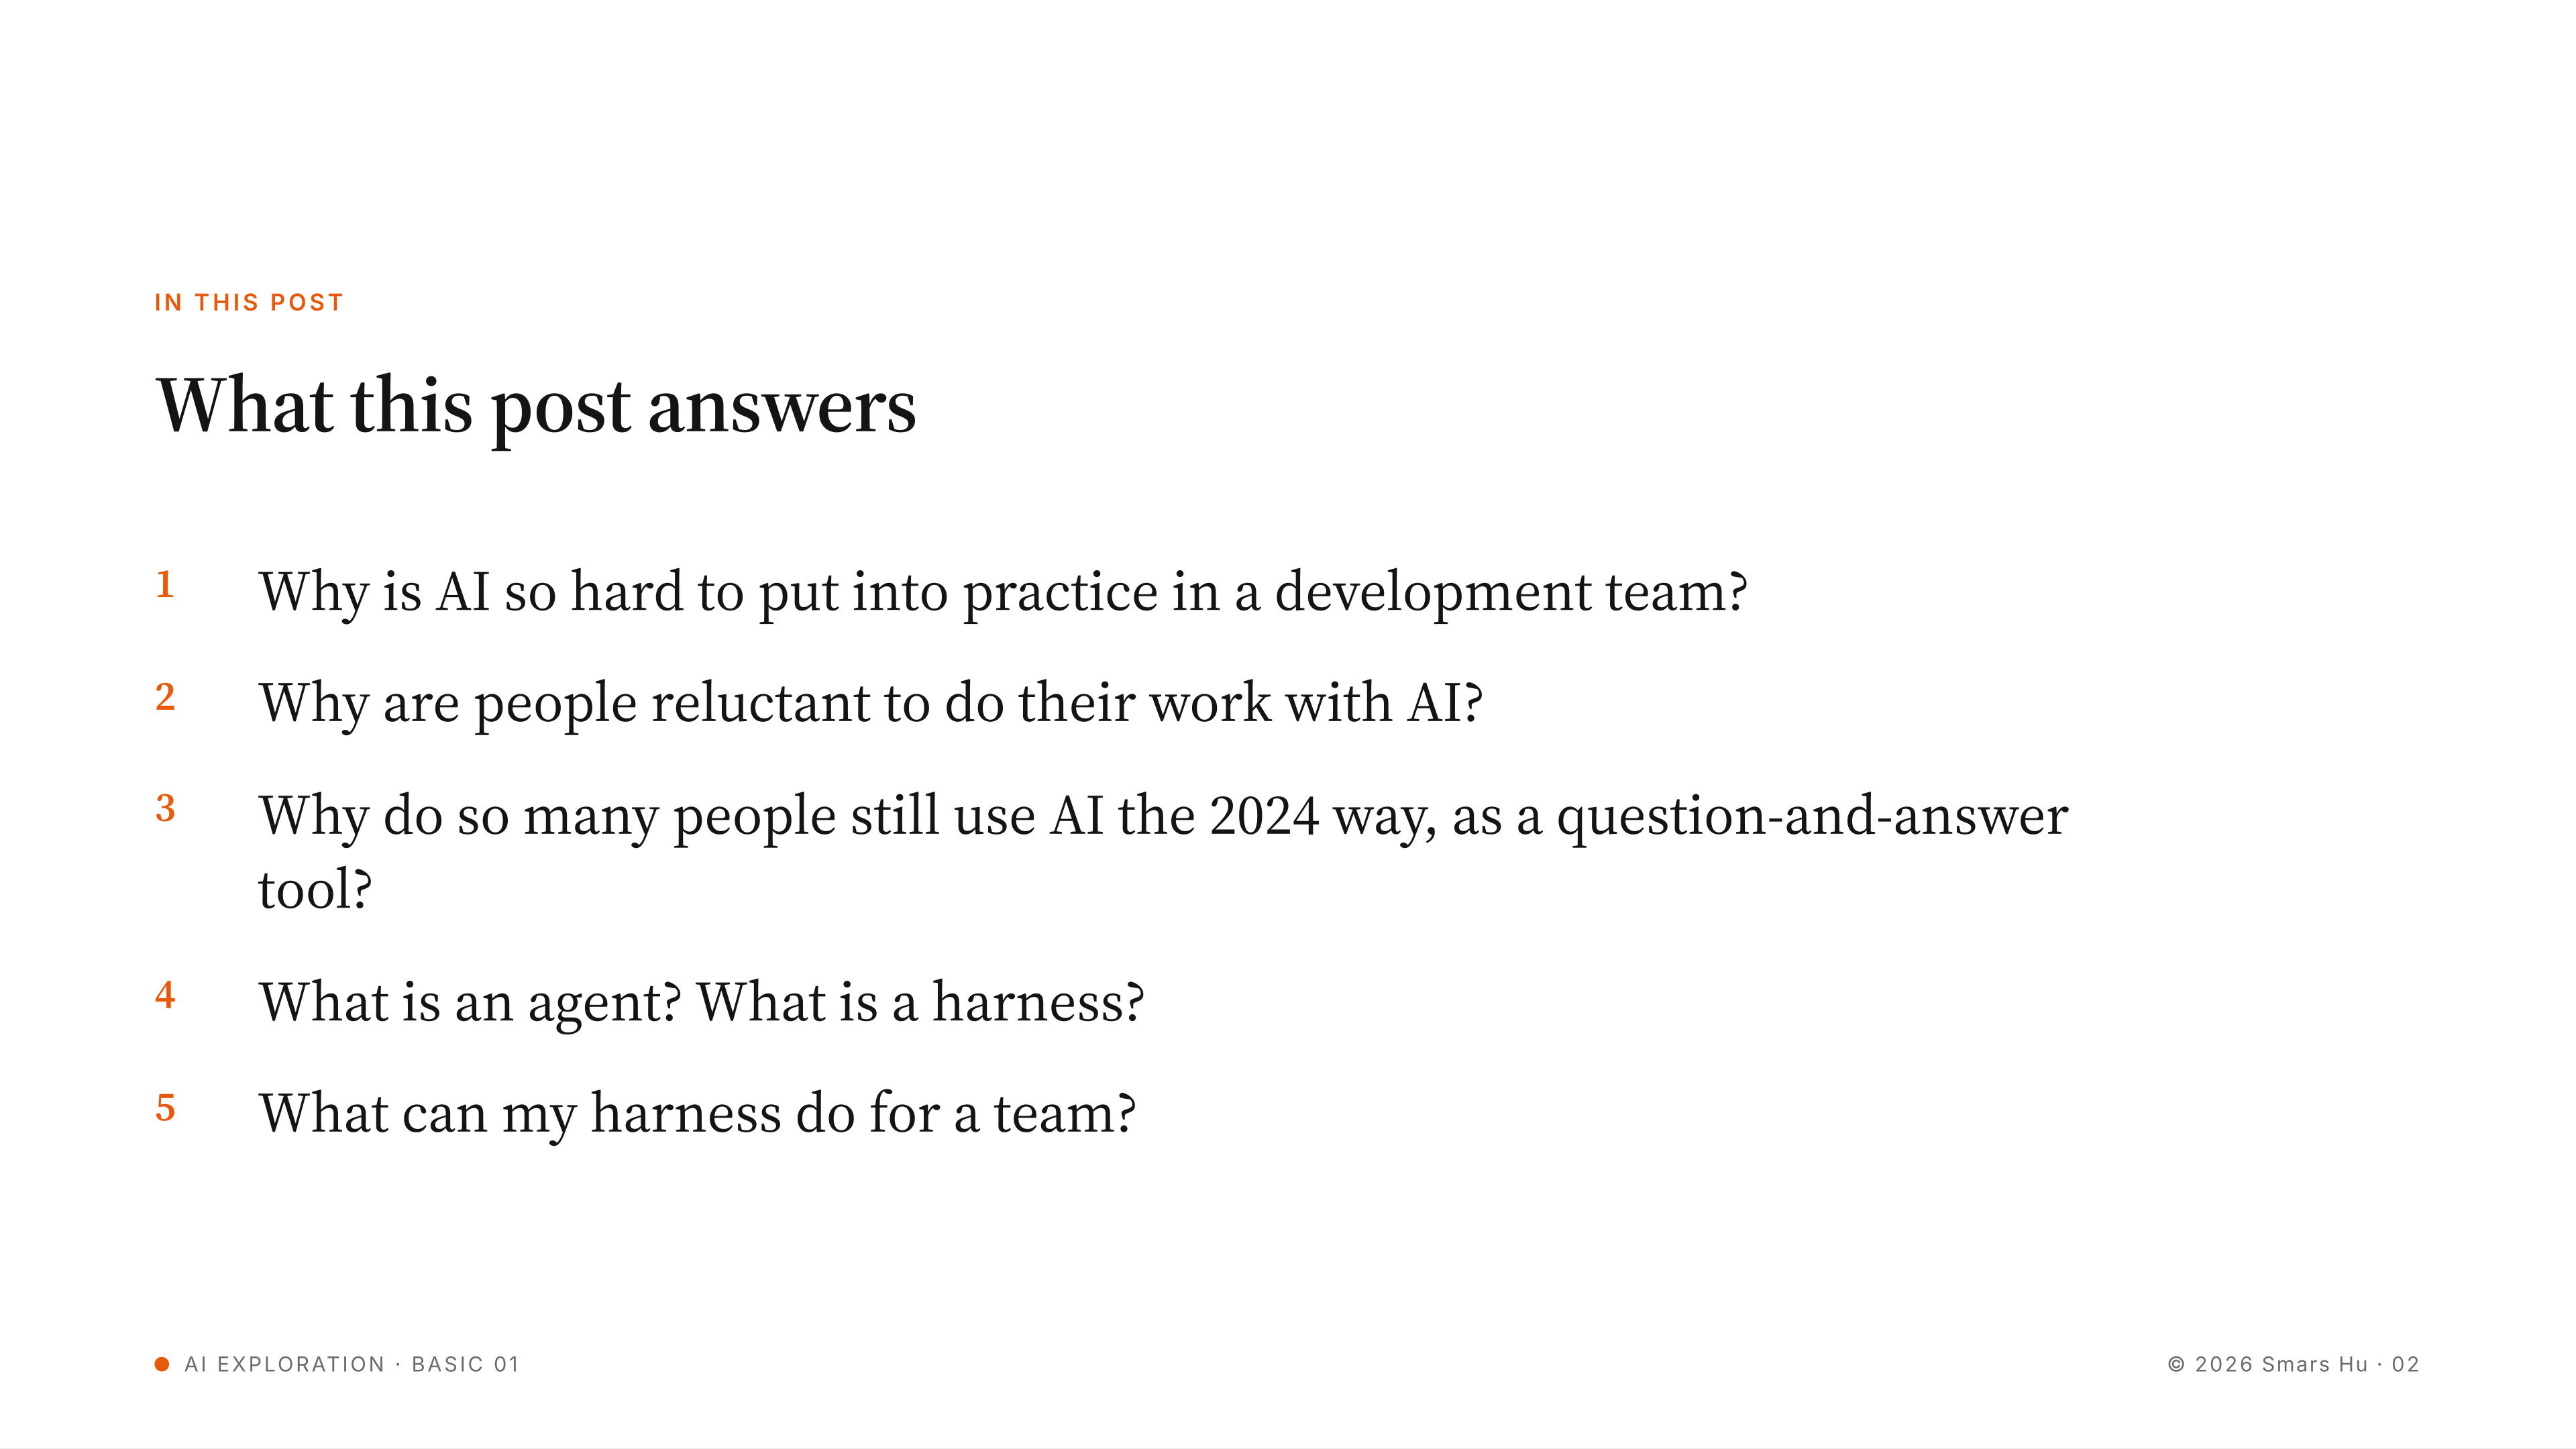 IN THIS POST
What this post answers
1 Why is AI so hard to put into practice in a development team?
2 Why are people reluctant to do their work with AI?
3 Why do so many people still use AI the 2024 way, as a question-and-answer
tool?
4 What is an agent? What is a harness?
5 What can my harness do for a team?
AI EXPLORATION · BASIC 01
© 2026 Smars Hu · 02